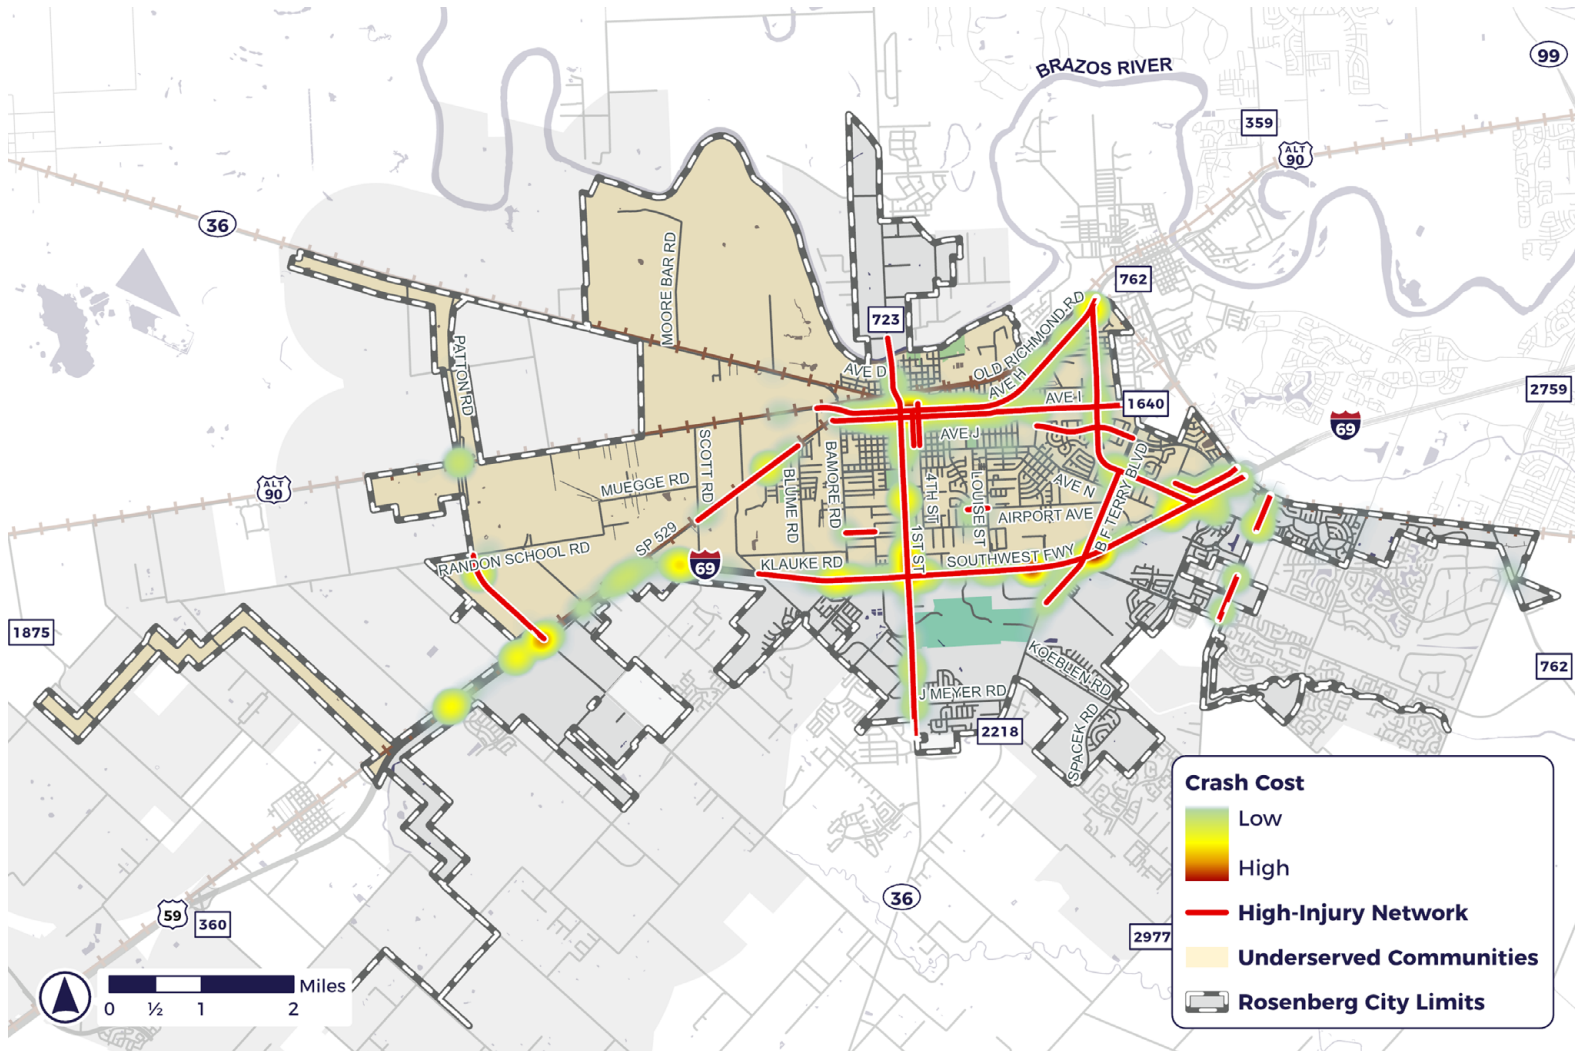 BRAZOS RIVER
99
359
ALT
90
36
MOORE BAR RD
762
723
OLD RICHMOND RD
PATTON RD
AVE D
AVE H
AVE I
1640
2759
69
AVE J
SCOTT RD
BAMORE RD
BLUME RD
4TH ST
LOUISE ST
AVE N
B F TERRY BLVD
ALT
90
MUEGGE RD
AIRPORT AVE
SP 529
1ST ST
RANDON SCHOOL RD
69
KLAUKE RD
SOUTHWEST FWY
1875
KOEBLEN RD
762
J MEYER RD
SPACEK RD
2218
36
59
360
2977
Crash Cost
Low
High
High-Injury Network
Underserved Communities
Rosenberg City Limits
Miles
0 ½ 1 2